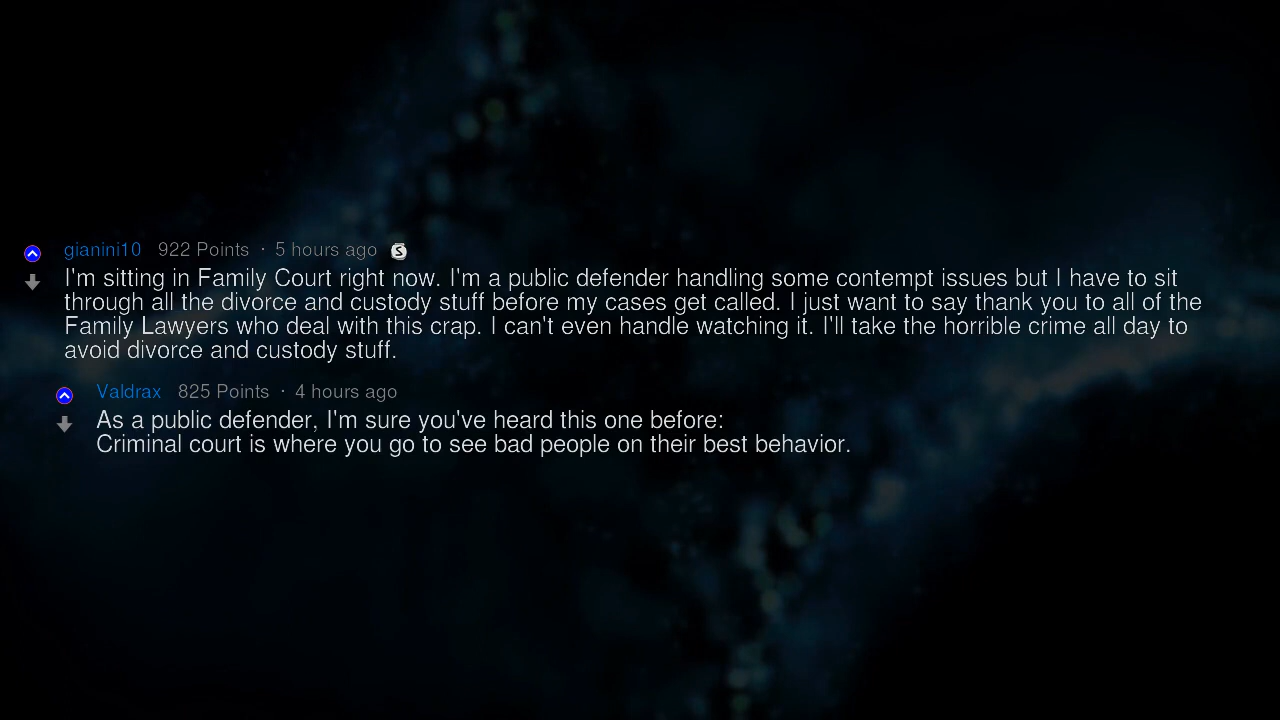 gianini10 922 Points · 5 hours ago S
I'm sitting in Family Court right now. I'm a public defender handling some contempt issues but I have to sit
through all the divorce and custody stuff before my cases get called. I just want to say thank you to all of the
Family Lawyers who deal with this crap. I can't even handle watching it. I'll take the horrible crime all day to
avoid divorce and custody stuff.
Valdrax 825 Points · 4 hours ago
As a public defender, I'm sure you've heard this one before:
Criminal court is where you go to see bad people on their best behavior.